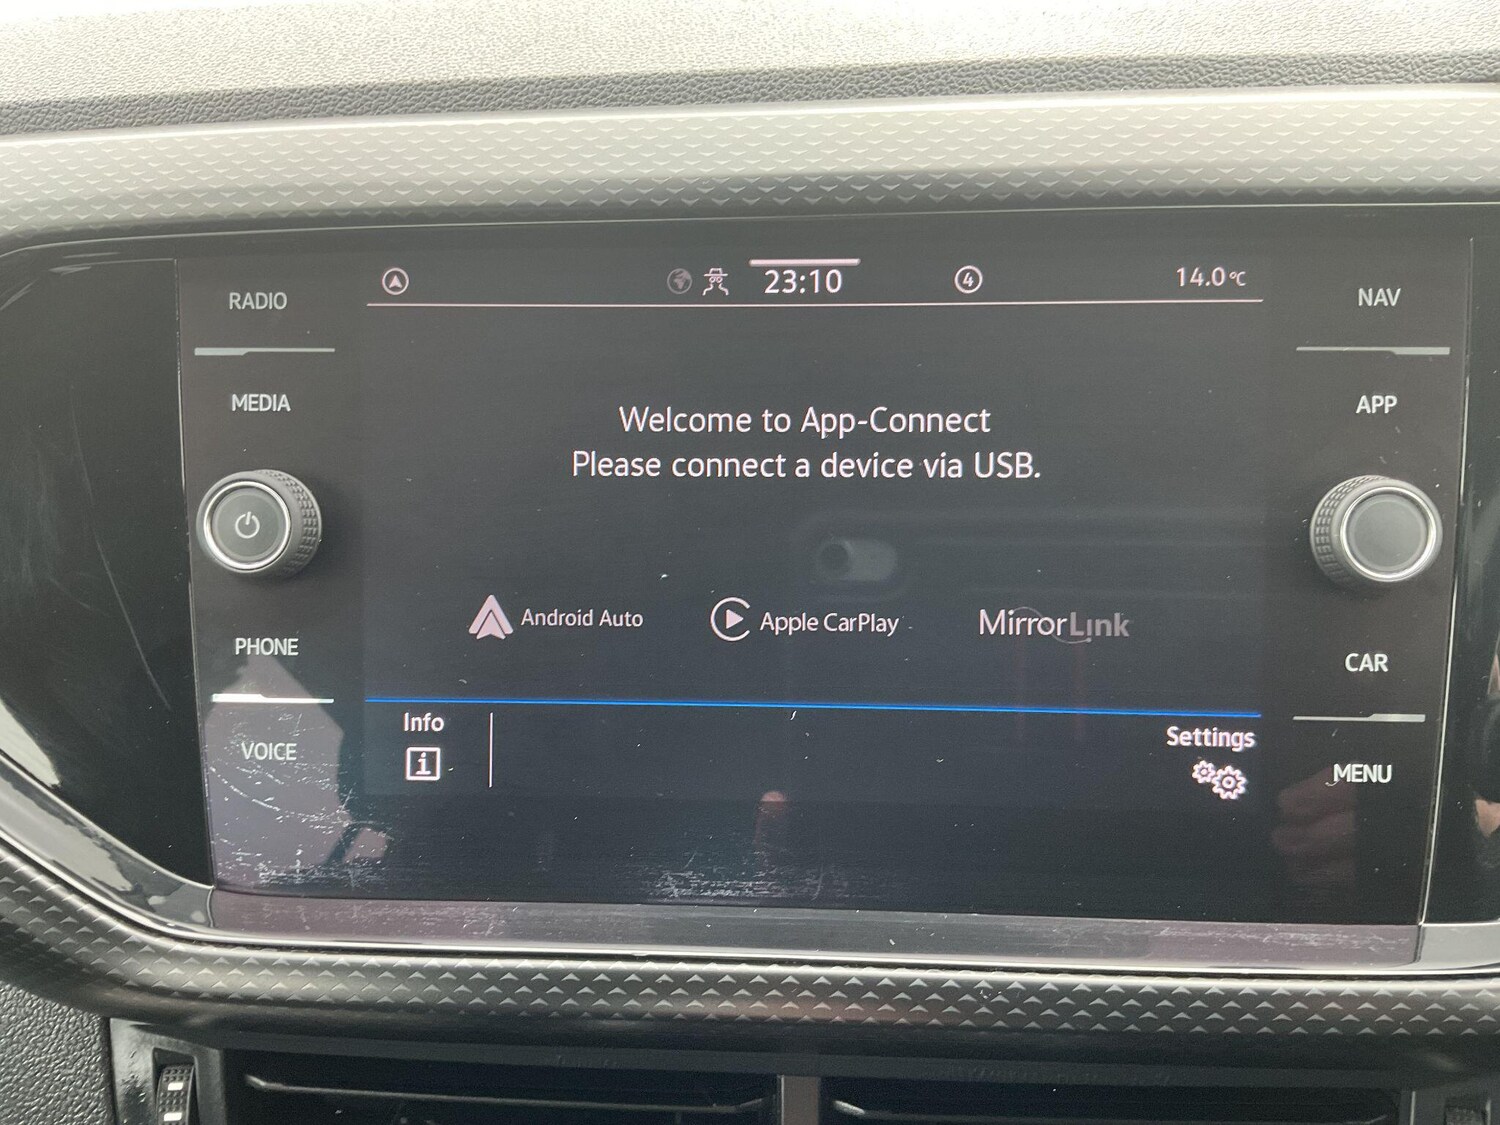 RADIO
MEDIA
PHONE
VOICE
23:10
4
14.0°C
Welcome to App-Connect
Please connect a device via USB.
Android Auto
Apple CarPlay
MirrorLink
Info
i
Settings
NAV
APP
CAR
MENU